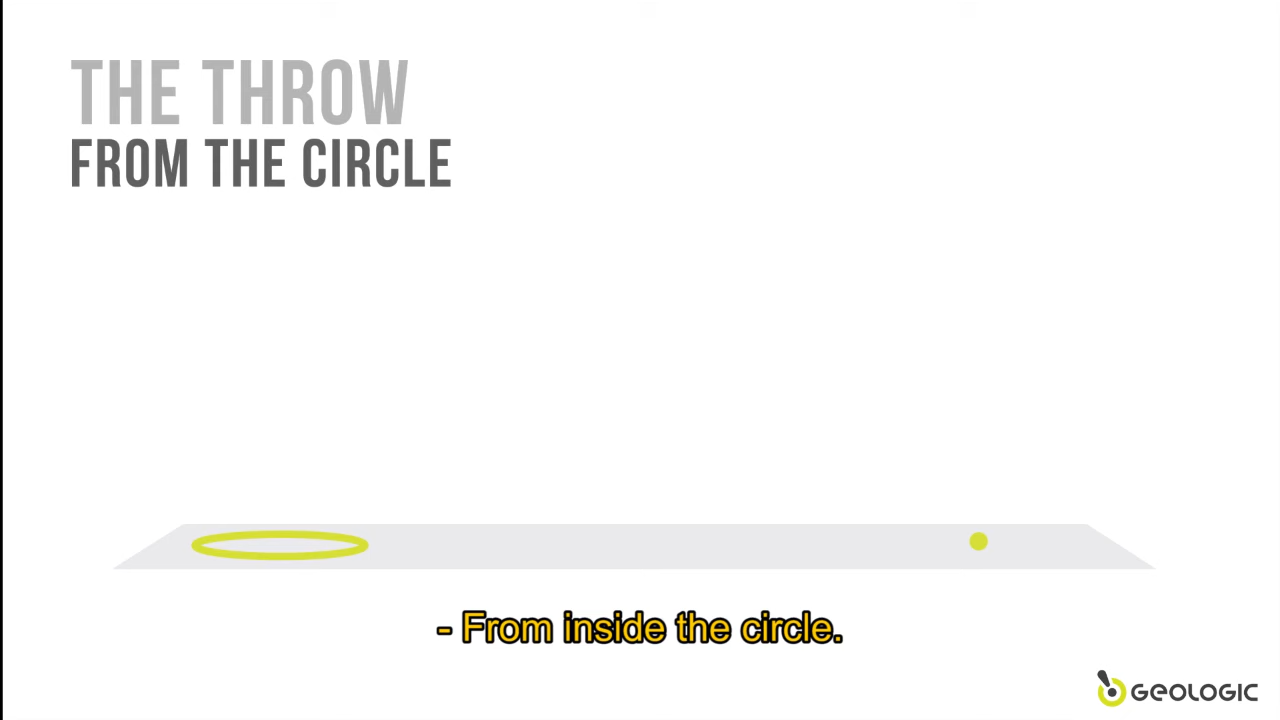 THE THROW
FROM THE CIRCLE
- From inside the circle.
GEOLOGIC